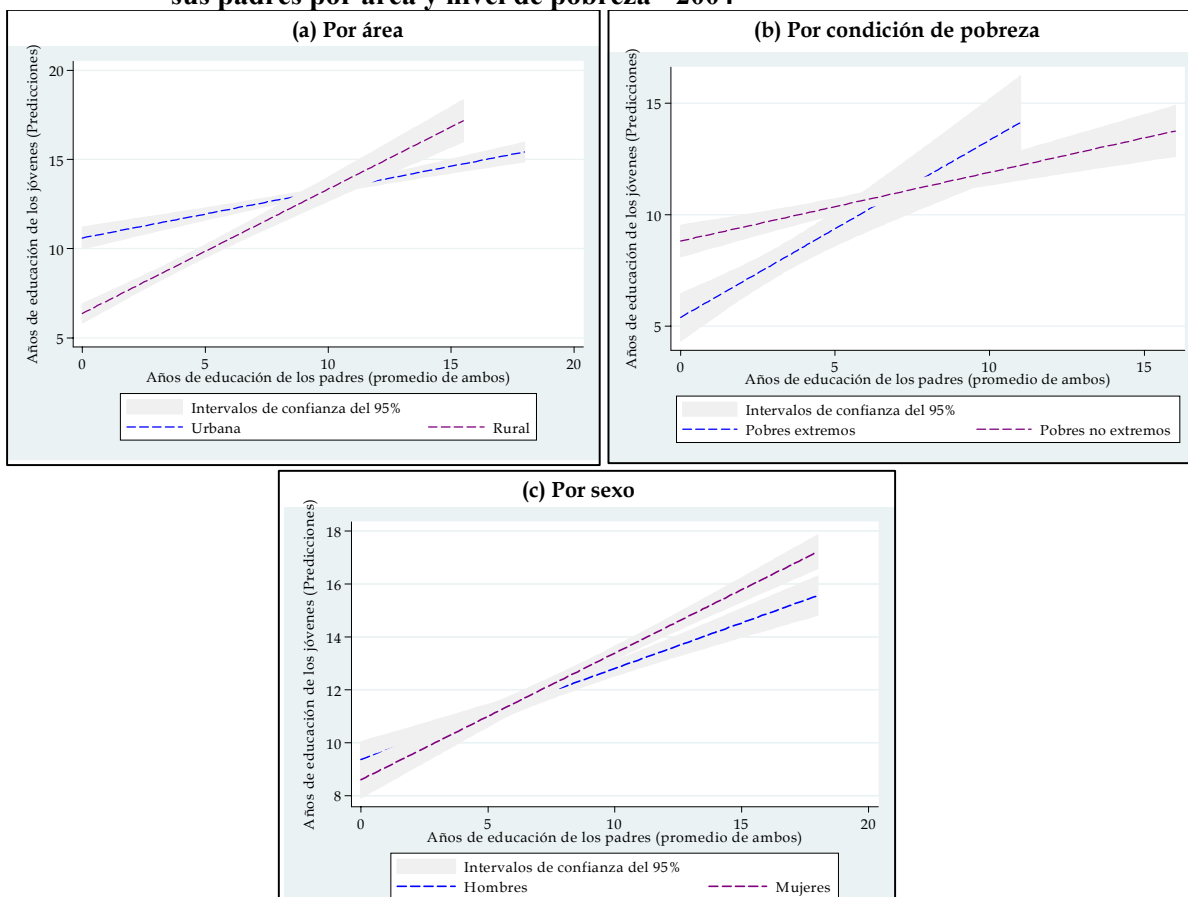 sus padres por área y nivel de pobreza - 2004
(a) Por área
Años de educación de los jóvenes (Predicciones)
20
15
10
5
0 5 10 15 20
Años de educación de los padres (promedio de ambos)
Intervalos de confianza del 95%
Urbana Rural
(b) Por condición de pobreza
Años de educación de los jóvenes (Predicciones)
15
10
5
0 5 10 15
Años de educación de los padres (promedio de ambos)
Intervalos de confianza del 95%
Pobres extremos Pobres no extremos
(c) Por sexo
Años de educación de los jóvenes (Predicciones)
18
16
14
12
10
8
0 5 10 15 20
Años de educación de los padres (promedio de ambos)
Intervalos de confianza del 95%
Hombres Mujeres